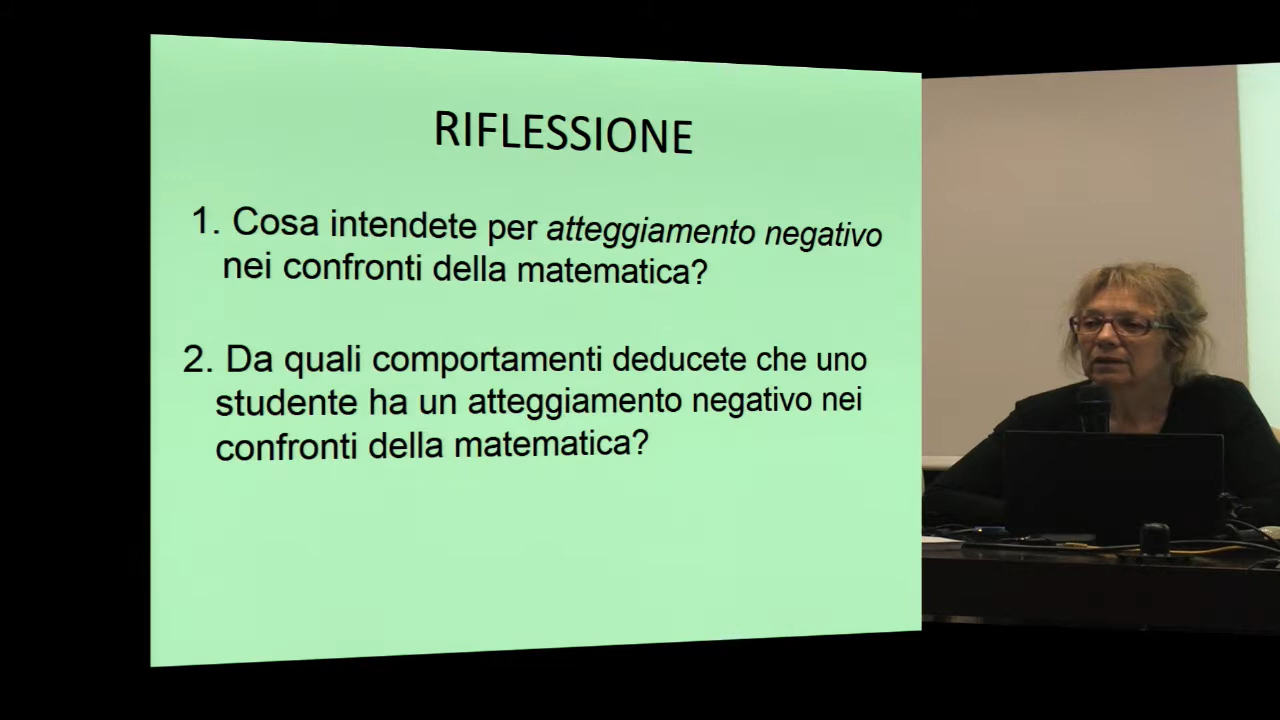 RIFLESSIONE
1. Cosa intendete per atteggiamento negativo
nei confronti della matematica?
2. Da quali comportamenti deducete che uno
studente ha un atteggiamento negativo nei
confronti della matematica?